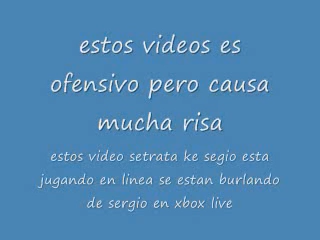 estos videos es
ofensivo pero causa
mucha risa
estos video setrata ke segio esta
jugando en linea se estan burlando
de sergio en xbox live